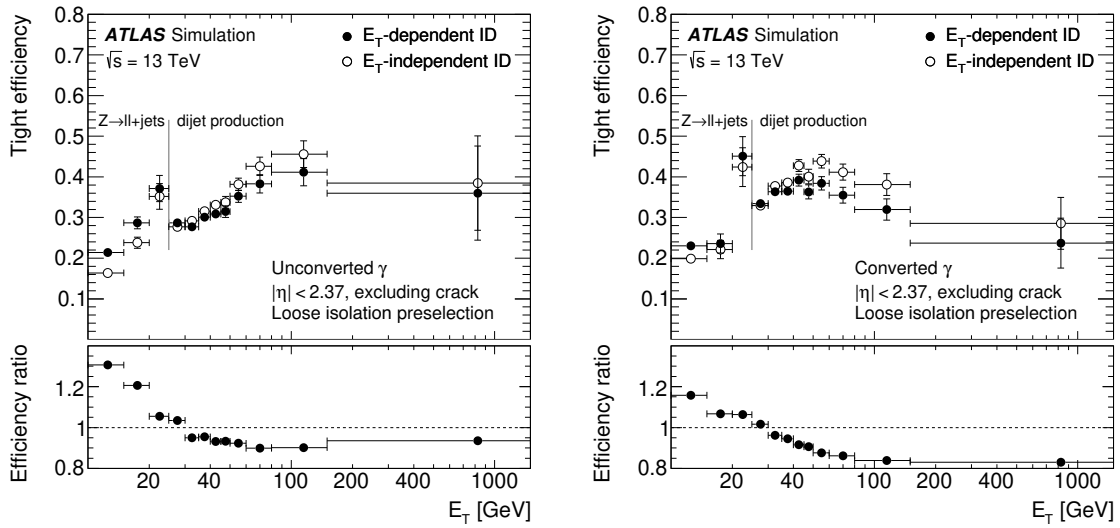 0.8
0.7
0.6
0.5
0.4
0.3
0.2
0.1
Tight efficiency
ATLAS Simulation
√s = 13 TeV
E_T-dependent ID
E_T-independent ID
Z→ll+jets
dijet production
Unconverted γ
|η| < 2.37, excluding crack
Loose isolation preselection
Efficiency ratio
1.2
1
0.8
20 40 100 200 400 1000
E_T [GeV]
0.8
0.7
0.6
0.5
0.4
0.3
0.2
0.1
Tight efficiency
ATLAS Simulation
√s = 13 TeV
E_T-dependent ID
E_T-independent ID
Z→ll+jets
dijet production
Converted γ
|η| < 2.37, excluding crack
Loose isolation preselection
Efficiency ratio
1.2
1
0.8
20 40 100 200 400 1000
E_T [GeV]